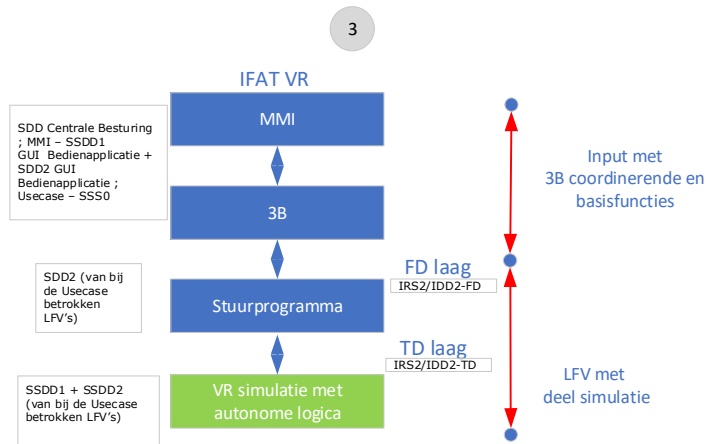 3
IFAT VR
MMI
SDD Centrale Besturing
; MMI – SSDD1
GUI Bedienapplicatie +
SDD2 GUI
Bedienapplicatie ;
Usecase – SSS0
Input met
3B coordinerende en
basisfuncties
3B
FD laag
IRS2/IDD2-FD
SDD2 (van bij
de Usecase
betrokken
LFV's)
Stuurprogramma
TD laag
IRS2/IDD2-TD
SSDD1 + SSDD2
(van bij de Usecase
betrokken LFV's)
VR simulatie met
autonome logica
LFV met
deel simulatie